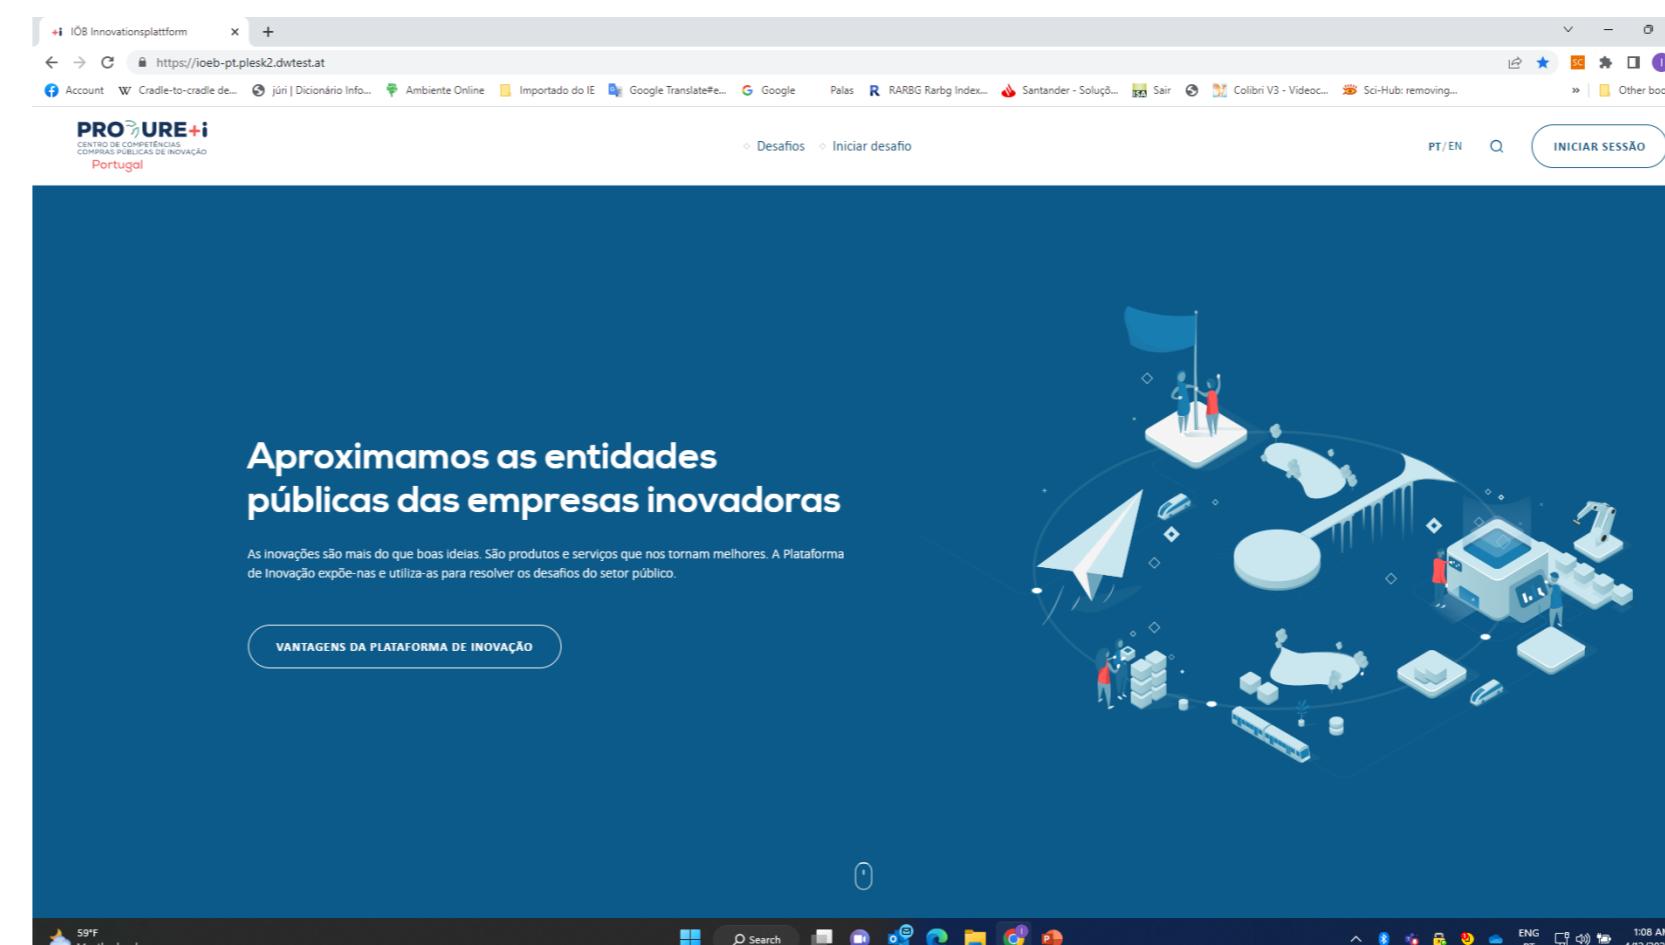 IÖB Innovationsplattform
https://ioeb-pt.plesk2.dwtest.at
Account Cradle-to-cradle de... júri | Dicionário Info... Ambiente Online Importado do IE Google Translate#e... Google Palas RARBG Rarbg Index... Santander - Soluçõ... Sair Colibri V3 - Videoc... Sci-Hub: removing... » Other boo
PROCURE+i
CENTRO DE COMPETÊNCIAS
COMPRAS PÚBLICAS DE INOVAÇÃO
Portugal
Desafios Iniciar desafio
PT/EN
INICIAR SESSÃO
Aproximamos as entidades
públicas das empresas inovadoras
As inovações são mais do que boas ideias. São produtos e serviços que nos tornam melhores. A Plataforma
de Inovação expõe-nas e utiliza-as para resolver os desafios do setor público.
VANTAGENS DA PLATAFORMA DE INOVAÇÃO
59°F
Search
ENG
1:08 AM